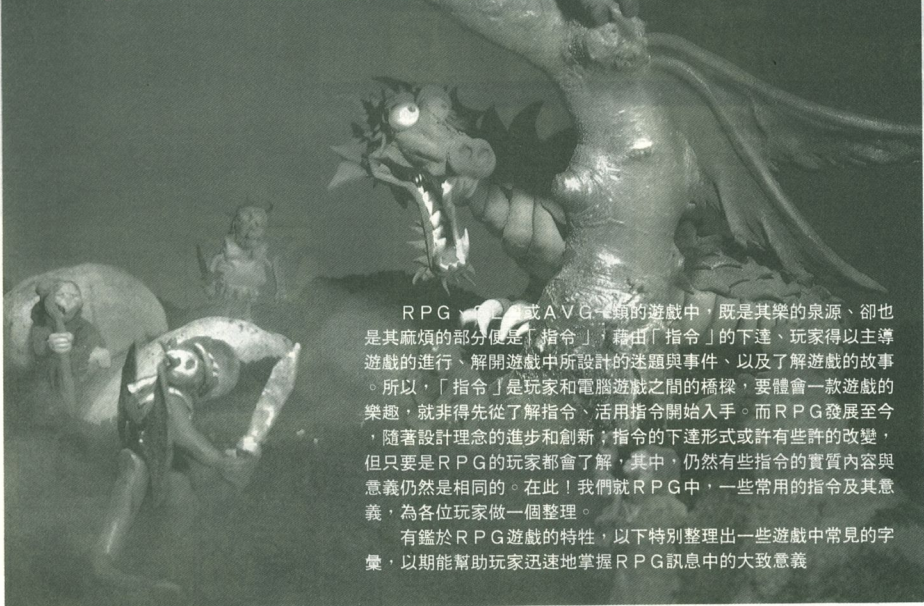 RPG、 或AVG一類的遊戲中，既是其樂的泉源、卻也
是其麻煩的部分便是「指令」，藉由「指令」的下達、玩家得以主導
遊戲的進行、解開遊戲中所設計的迷題與事件、以及了解遊戲的故事
。所以，「指令」是玩家和電腦遊戲之間的橋樑，要體會一款遊戲的
樂趣，就非得先從了解指令、活用指令開始入手。而RPG發展至今
，隨著設計理念的進步和創新；指令的下達形式或許有些許的改變，
但只要是RPG的玩家都會了解，其中，仍然有些指令的實質內容與
意義仍然是相同的。在此！我們就RPG中，一些常用的指令及其意
義，為各位玩家做一個整理。
有鑑於RPG遊戲的特牲，以下特別整理出一些遊戲中常見的字
彙，以期能幫助玩家迅速地掌握RPG訊息中的大致意義